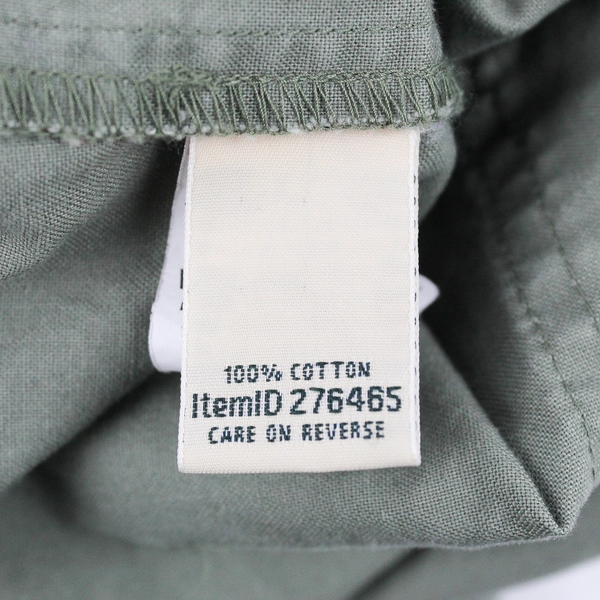 100% COTTON
ItemID 276465
CARE ON REVERSE